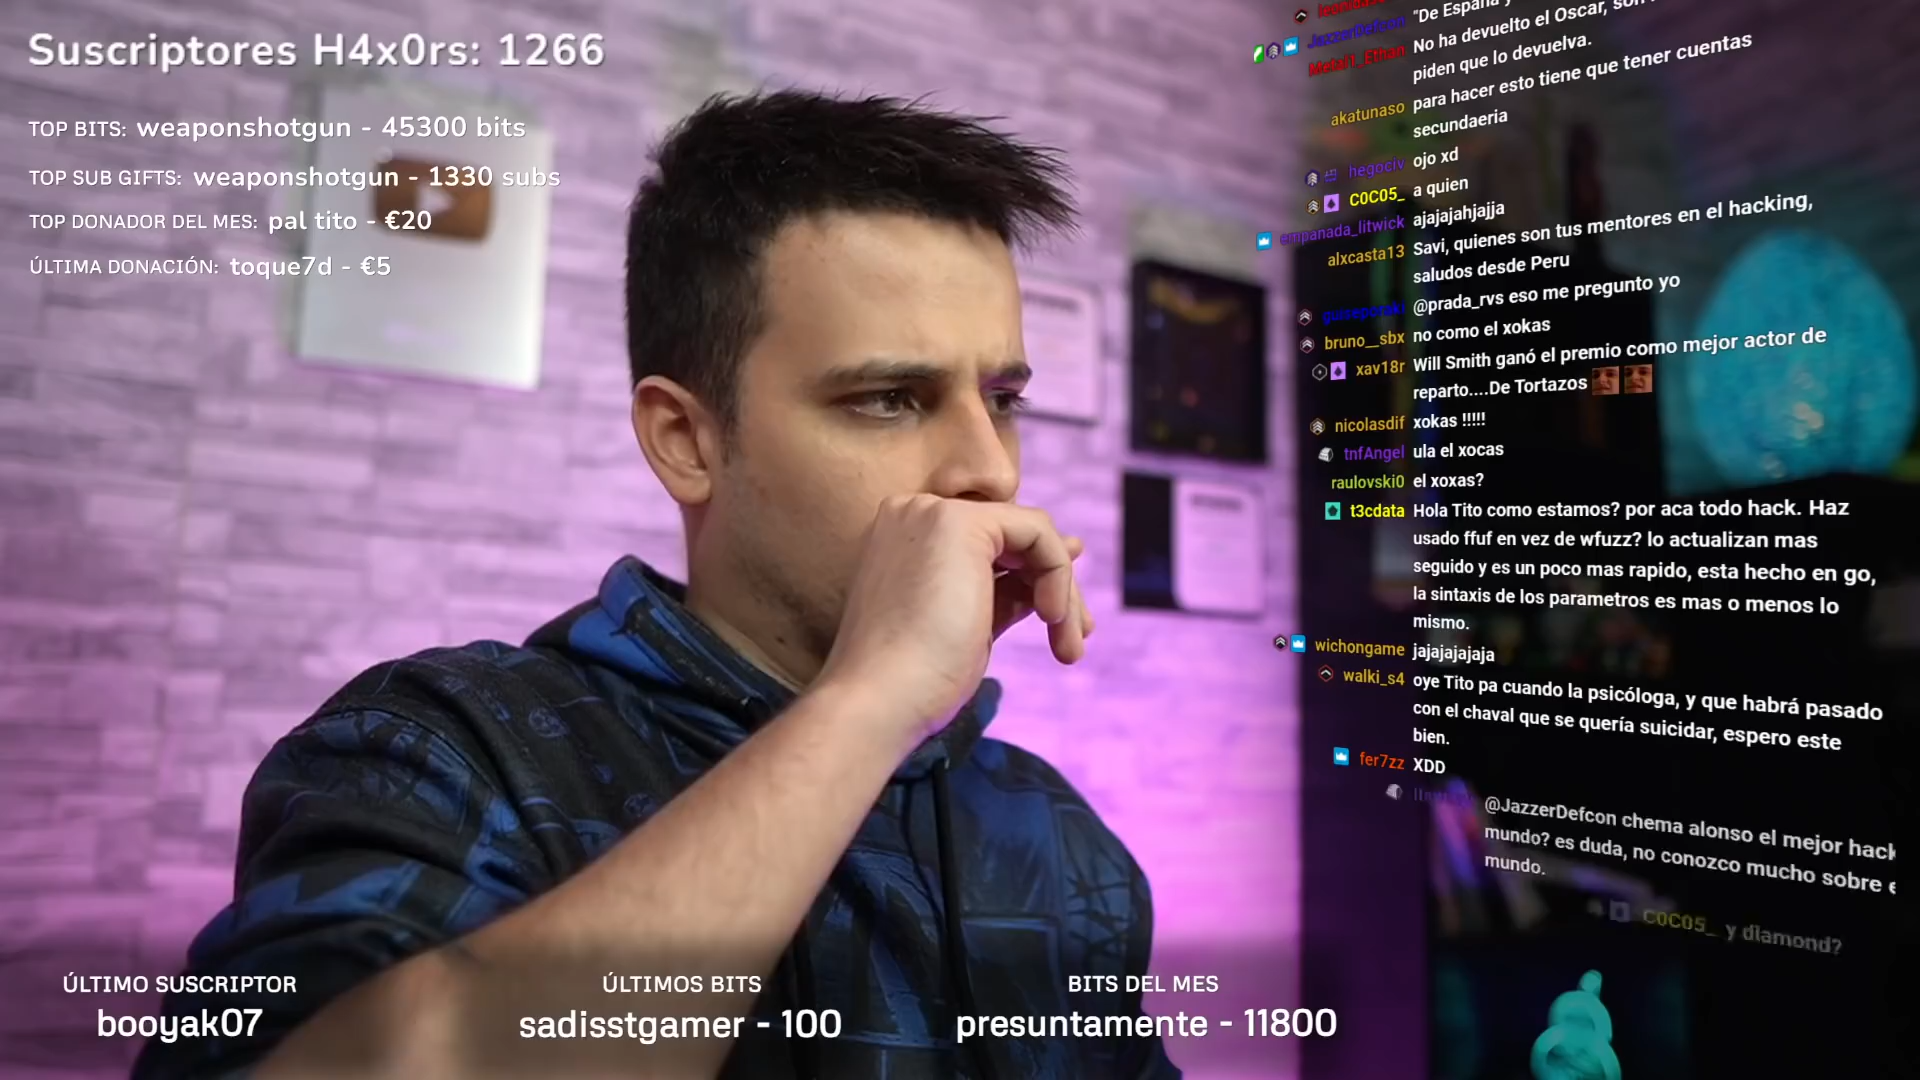 Suscriptores H4x0rs: 1266
TOP BITS: weaponshotgun - 45300 bits
TOP SUB GIFTS: weaponshotgun - 1330 subs
TOP DONADOR DEL MES: pal tito - €20
ÚLTIMA DONACIÓN: toque7d - €5
"De España y
JazzerDefcon No ha devuelto el Oscar, son
Metal1_Ethan piden que lo devuelva.
akatunaso para hacer esto tiene que tener cuentas
secundaeria
hegociv ojo xd
C0C05_ a quien
empanada_litwick ajajajahjajja
alxcasta13 Savi, quienes son tus mentores en el hacking,
saludos desde Peru
@prada_rvs eso me pregunto yo
bruno__sbx no como el xokas
xav18r Will Smith ganó el premio como mejor actor de
reparto....De Tortazos
nicolasdif xokas !!!!!
tnfAngel ula el xocas
raulovski0 el xoxas?
t3cdata Hola Tito como estamos? por aca todo hack. Haz
usado ffuf en vez de wfuzz? lo actualizan mas
seguido y es un poco mas rapido, esta hecho en go,
la sintaxis de los parametros es mas o menos lo
mismo.
wichongame jajajajajaja
walki_s4 oye Tito pa cuando la psicóloga, y que habrá pasado
con el chaval que se quería suicidar, espero este
bien.
fer7zz XDD
@JazzerDefcon chema alonso el mejor hack
mundo? es duda, no conozco mucho sobre e
mundo.
C0C05_ y diamond?
ÚLTIMO SUSCRIPTOR
booyak07
ÚLTIMOS BITS
sadisstgamer - 100
BITS DEL MES
presuntamente - 11800